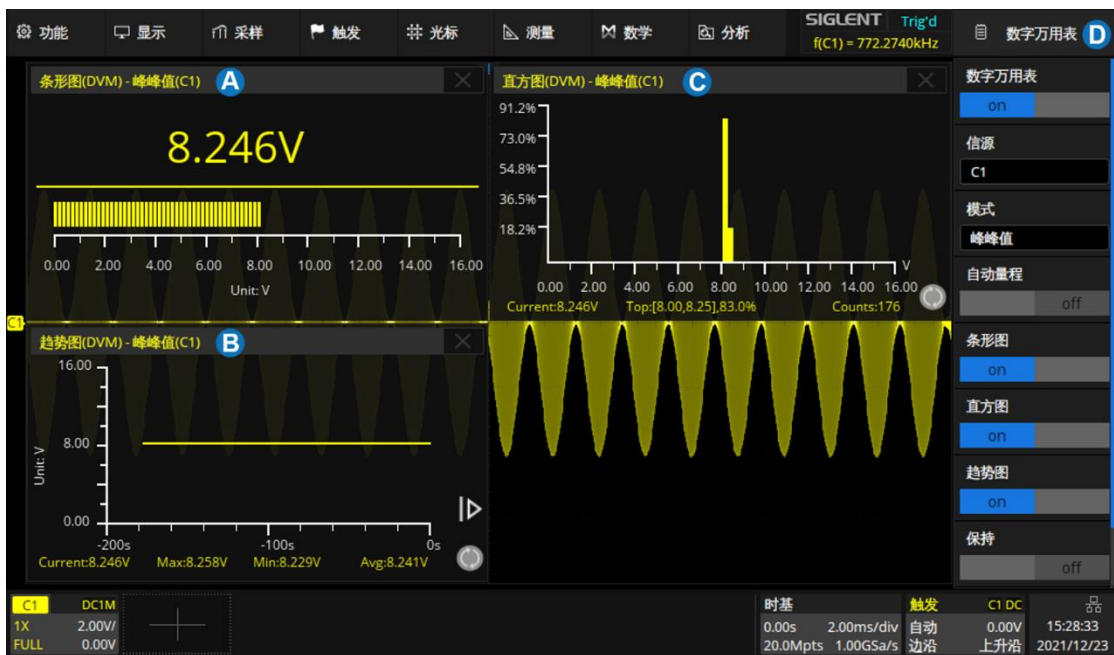 功能 显示 采样 触发 光标 测量 数学 分析
SIGLENT Trig'd
f(C1) = 772.2740kHz
数字万用表 D
条形图(DVM) - 峰峰值(C1) A
8.246V
0.00 2.00 4.00 6.00 8.00 10.00 12.00 14.00 16.00
Unit: V
C1
趋势图(DVM) - 峰峰值(C1) B
16.00
8.00
0.00
Unit: V
-200s -100s 0s
Current:8.246V Max:8.258V Min:8.229V Avg:8.241V
直方图(DVM) - 峰峰值(C1) C
91.2%
73.0%
54.8%
36.5%
18.2%
V
0.00 2.00 4.00 6.00 8.00 10.00 12.00 14.00 16.00
Current:8.246V Top:[8.00,8.25],83.0% Counts:176
数字万用表
on
信源
C1
模式
峰峰值
自动量程
off
条形图
on
直方图
on
趋势图
on
保持
off
C1 DC1M
1X 2.00V/
FULL 0.00V
时基
0.00s 2.00ms/div
20.0Mpts 1.00GSa/s
触发 C1 DC
自动 0.00V
边沿 上升沿
15:28:33
2021/12/23